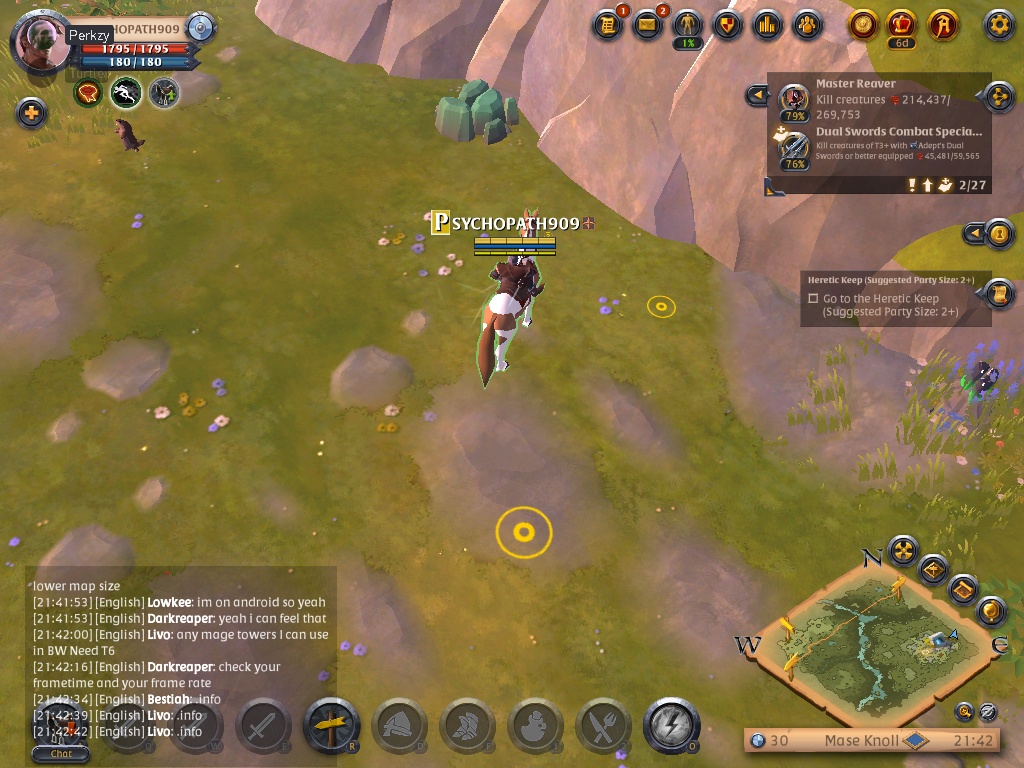 Perkzy
HOPATH909
1795 / 1795
180 / 180
Turtle
1
2
1%
6d
Master Reaver
Kill creatures 214,437/
269,753
79%
Dual Swords Combat Specia...
Kill creatures of T3+ with Adept's Dual
Swords or better equipped 45,481/59,565
76%
2/27
PSYCHOPATH909
Heretic Keep (Suggested Party Size: 2+)
Go to the Heretic Keep
(Suggested Party Size: 2+)
lower map size
[21:41:53] [English] Lowkee: im on android so yeah
[21:41:53] [English] Darkreaper: yeah i can feel that
[21:42:00] [English] Livo: any mage towers I can use
in BW Need T6
[21:42:16] [English] Darkreaper: check your
frametime and your frame rate
[21:42:34] [English] Bestiah: .info
[21:42:39] [English] Livo: .info
[21:42:42] [English] Livo: .info
Chat
Q W E R D F O
N
W
E
30
Mase Knoll
21:42